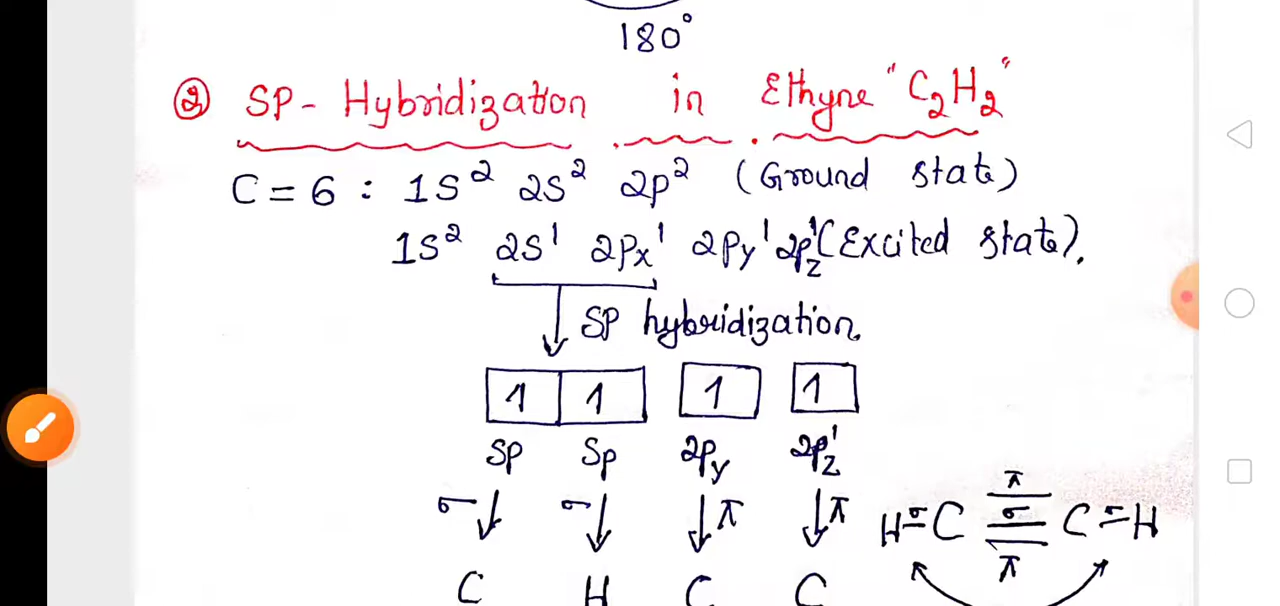 180°
② SP - Hybridization in Ethyne "C₂H₂"
C = 6 : 1S² 2S² 2p² (Ground state)
1S² 2S¹ 2Px¹ 2Py¹ 2pz¹ (Excited state).
SP hybridization.
1 1 1 1
SP Sp 2Py 2Pz¹
σ σ π π
C H C C
π
H σ C σ C σ H
π